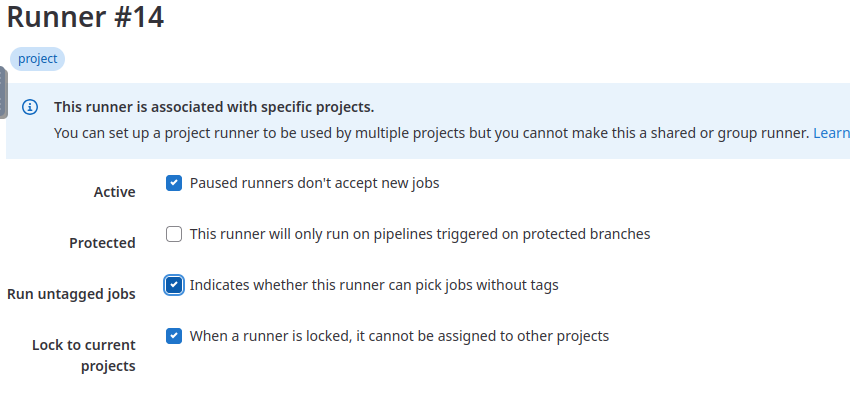 Runner #14
project
This runner is associated with specific projects.
You can set up a project runner to be used by multiple projects but you cannot make this a shared or group runner. Learn
Active
Paused runners don't accept new jobs
Protected
This runner will only run on pipelines triggered on protected branches
Run untagged jobs
Indicates whether this runner can pick jobs without tags
Lock to current
projects
When a runner is locked, it cannot be assigned to other projects